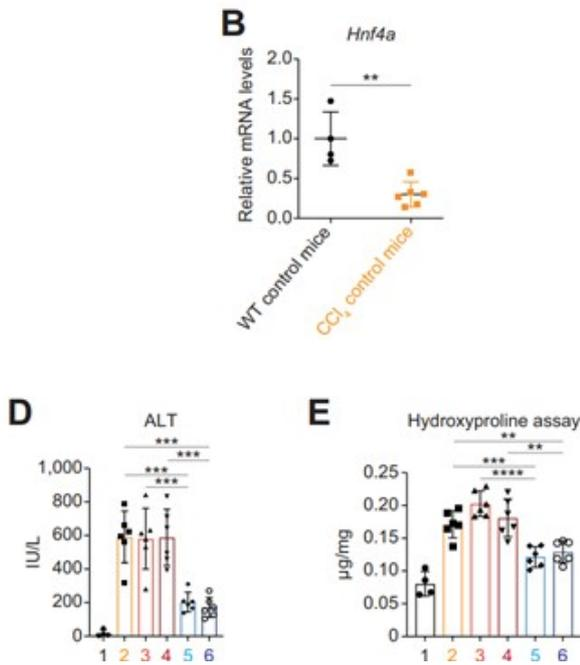 B
Hnf4a
**
Relative mRNA levels
2.0
1.5
1.0
0.5
0.0
WT control mice
CCl₄ control mice
D
ALT
***
***
***
***
IU/L
1,000
800
600
400
200
0
1 2 3 4 5 6
E
Hydroxyproline assay
**
**
***
****
µg/mg
0.25
0.20
0.15
0.10
0.05
0.00
1 2 3 4 5 6